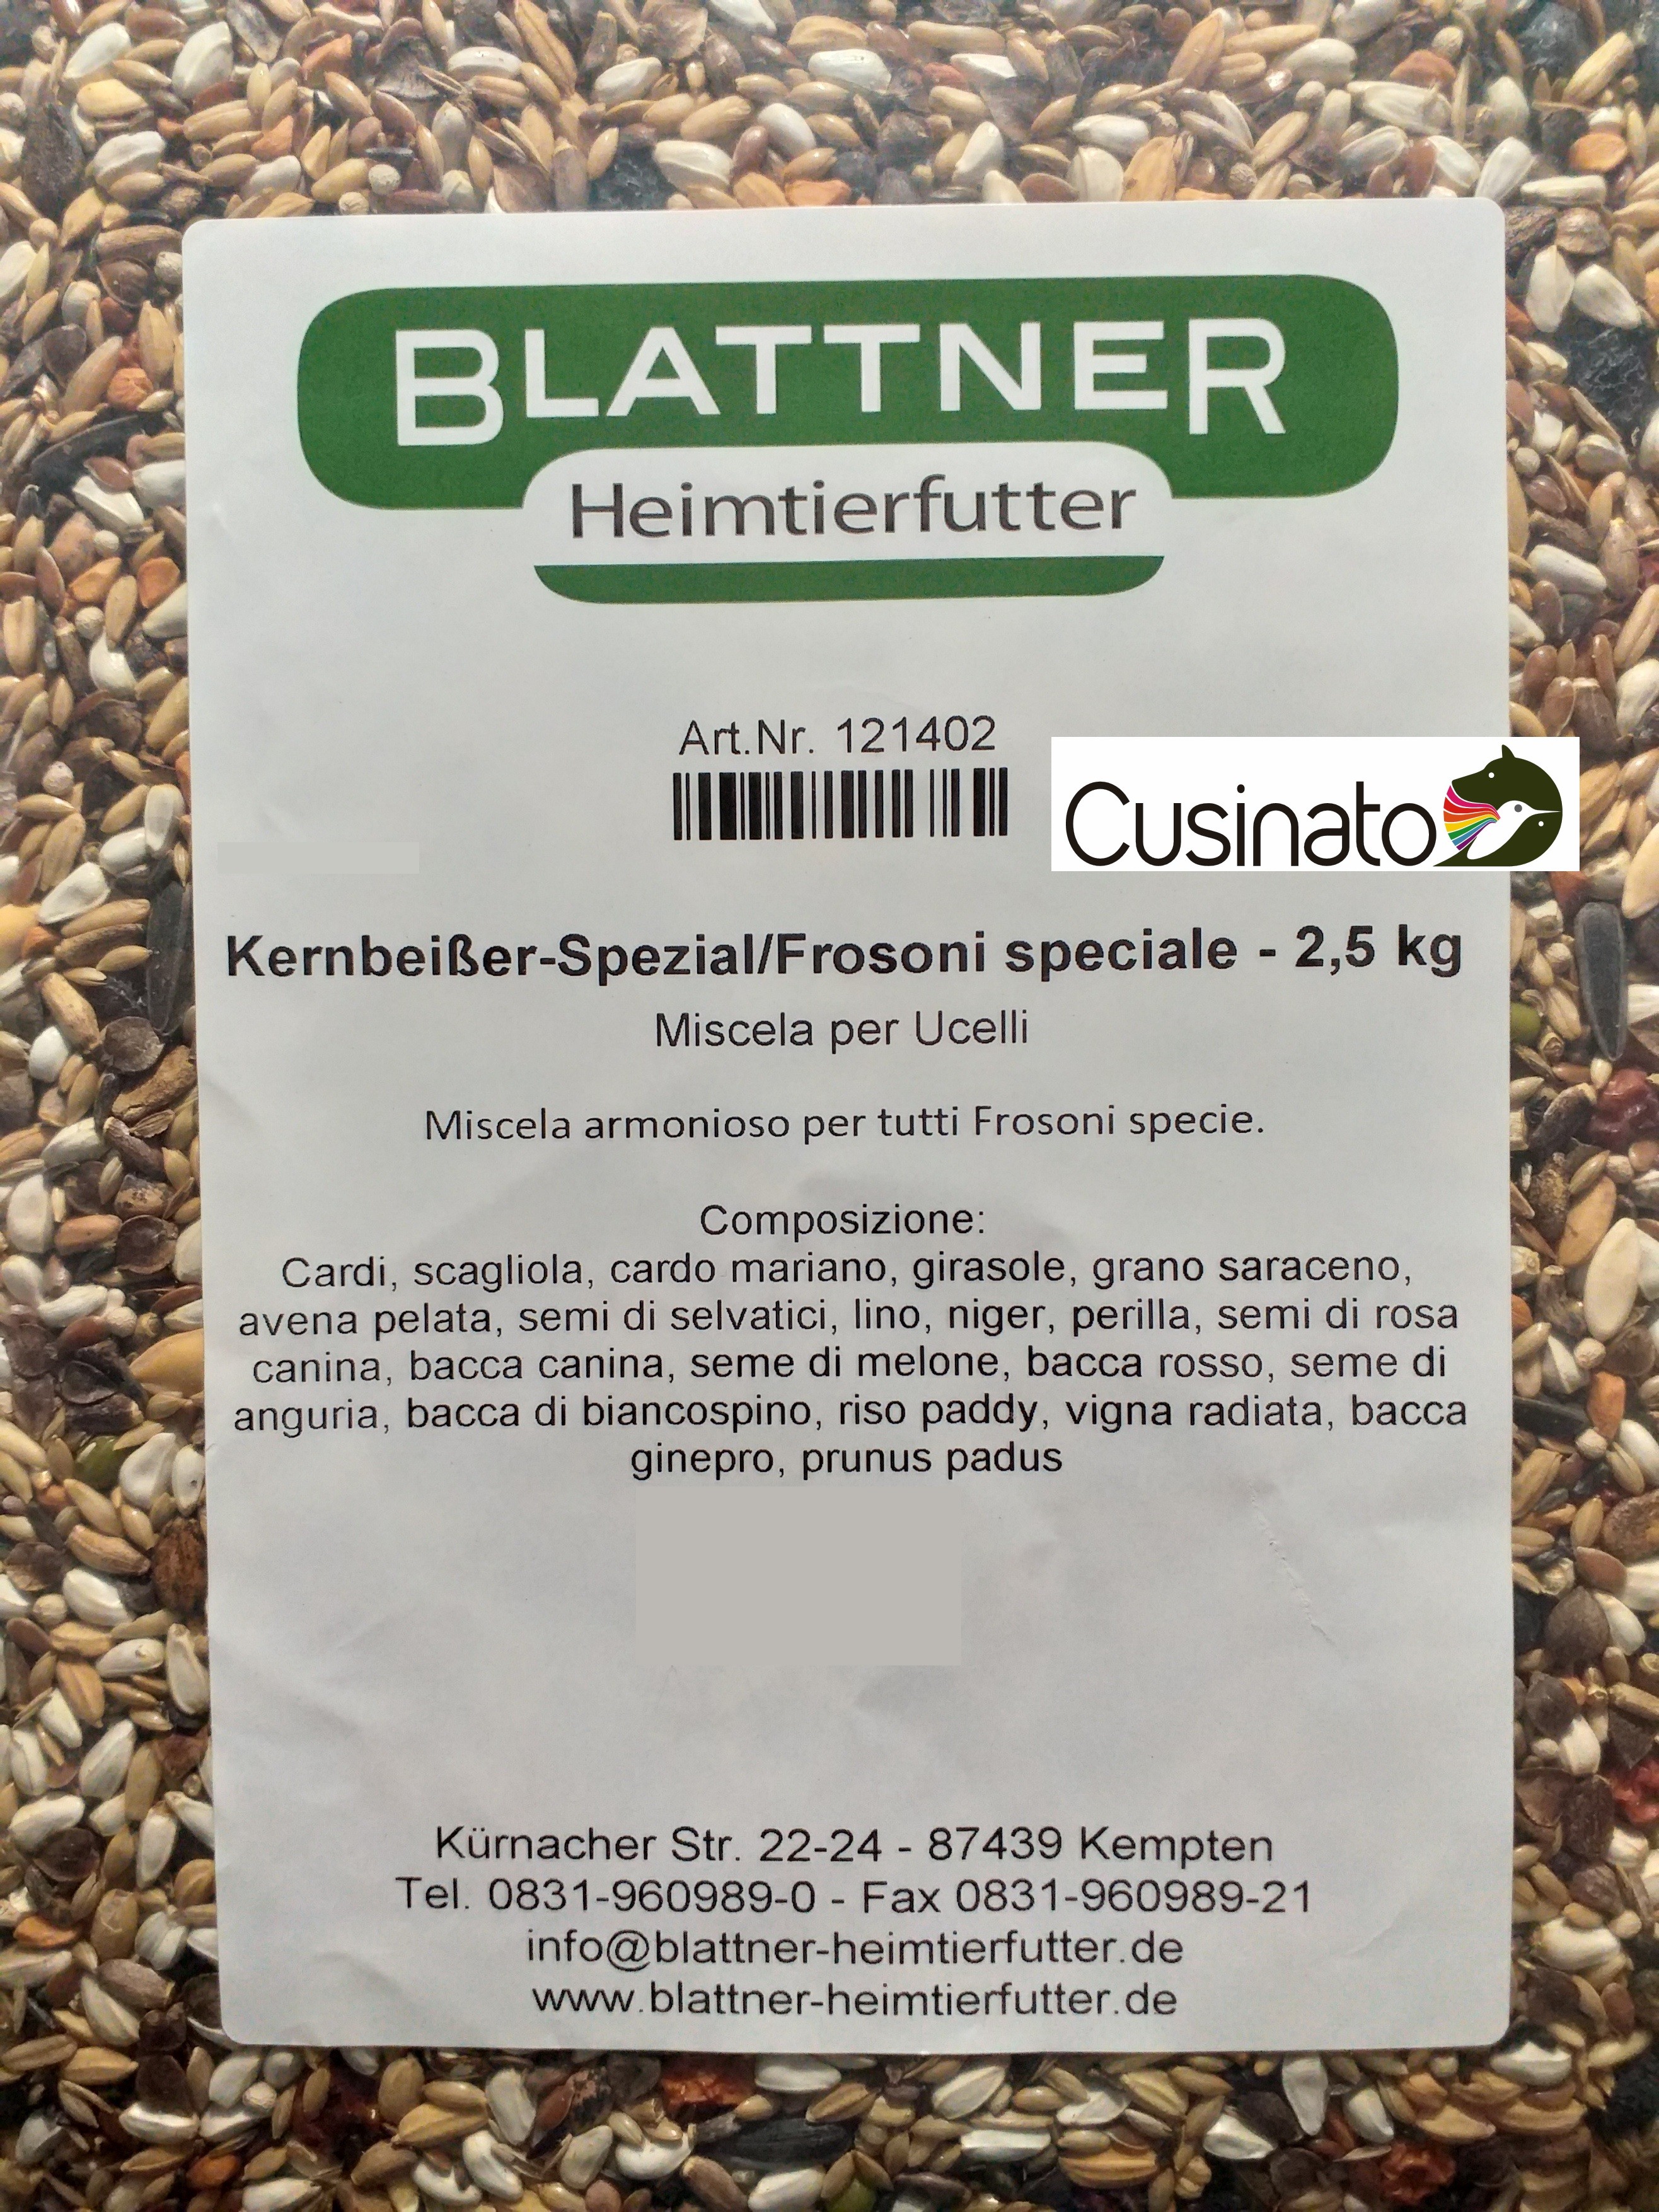 BLATTNER
Heimtierfutter
Art.Nr. 121402
Cusinato
Kernbeißer-Spezial/Frosoni speciale - 2,5 kg
Miscela per Ucelli
Miscela armonioso per tutti Frosoni specie.
Composizione:
Cardi, scagliola, cardo mariano, girasole, grano saraceno,
avena pelata, semi di selvatici, lino, niger, perilla, semi di rosa
canina, bacca canina, seme di melone, bacca rosso, seme di
anguria, bacca di biancospino, riso paddy, vigna radiata, bacca
ginepro, prunus padus
Kürnacher Str. 22-24 - 87439 Kempten
Tel. 0831-960989-0 - Fax 0831-960989-21
info@blattner-heimtierfutter.de
www.blattner-heimtierfutter.de